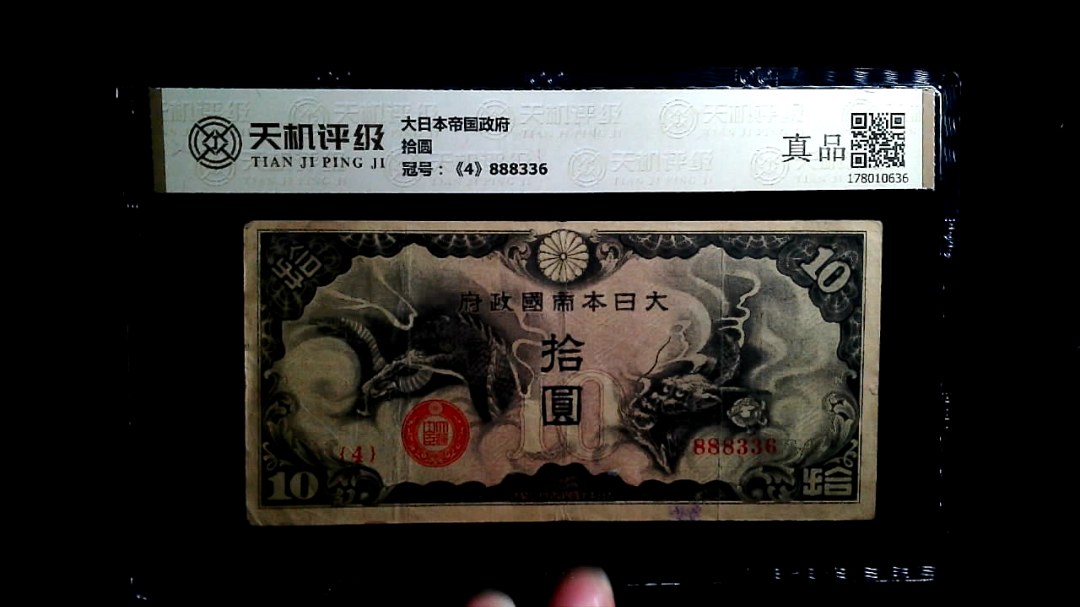 天机评级
TIAN JI PING JI
大日本帝国政府
拾圆
冠号：《4》888336
真品
178010636
拾
10
府政國帝本日大
拾
圓
10
(4)
888336
10
拾